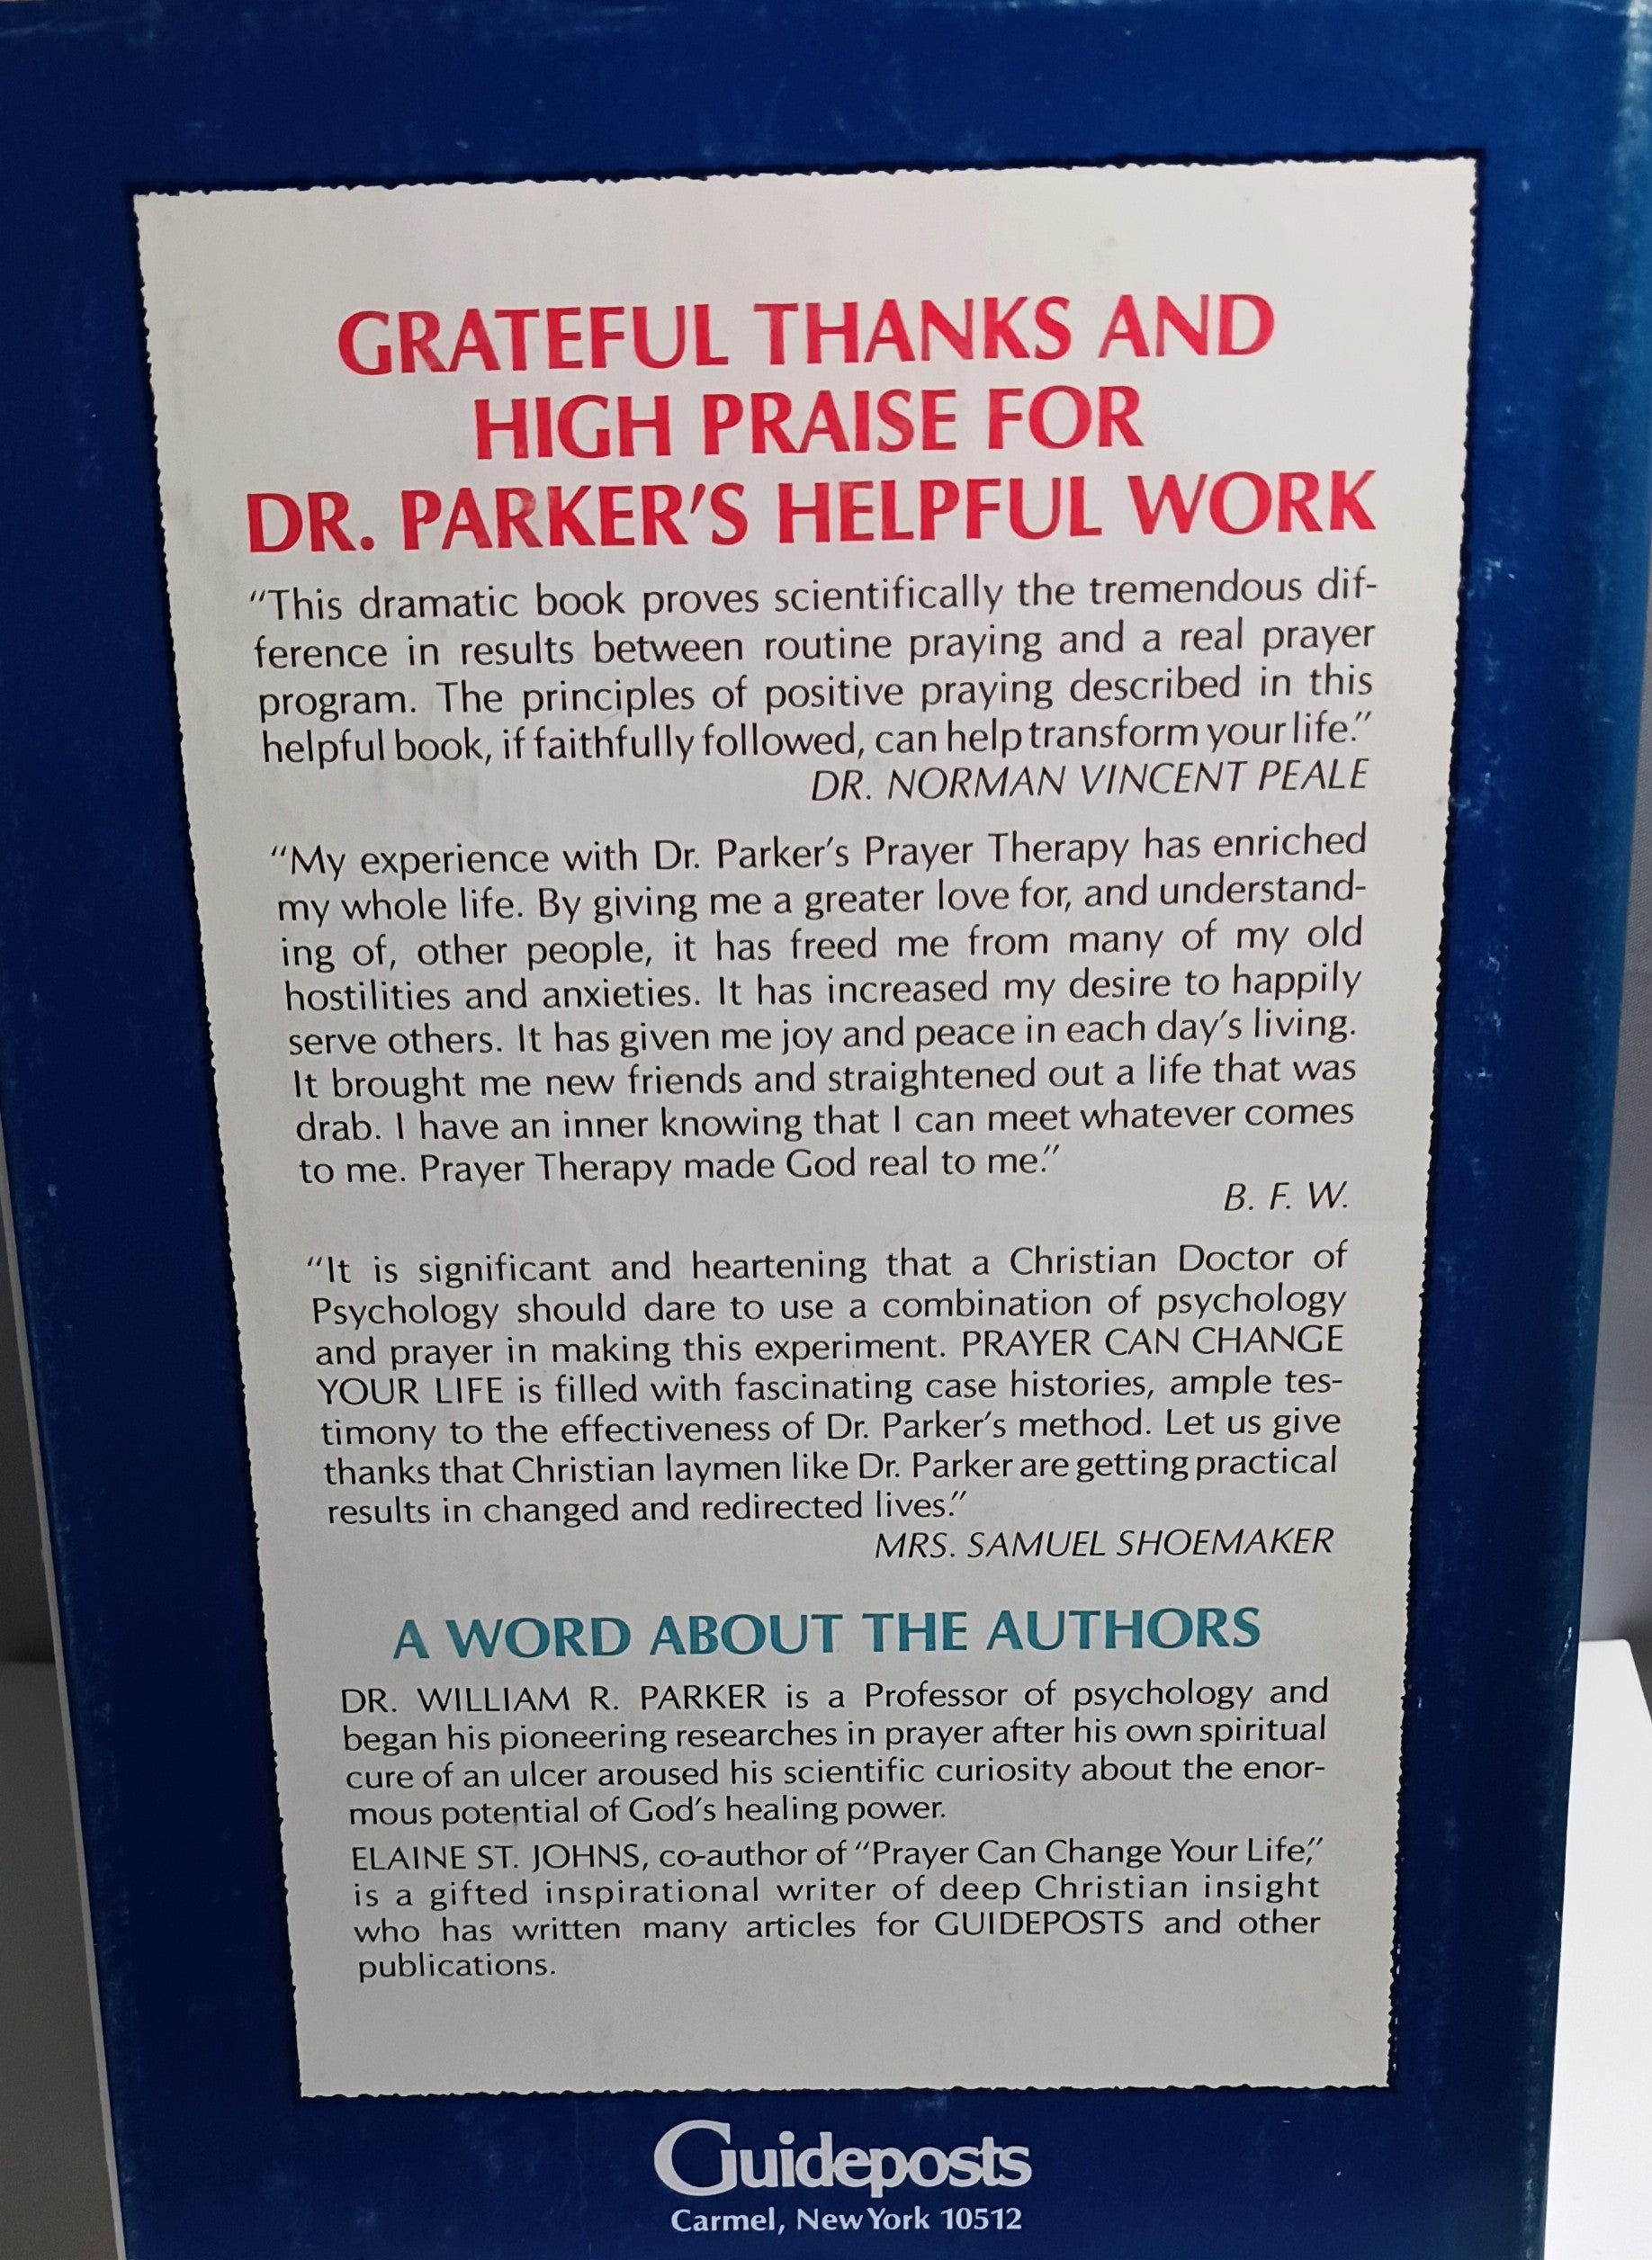 GRATEFUL THANKS AND
HIGH PRAISE FOR
DR. PARKER'S HELPFUL WORK
"This dramatic book proves scientifically the tremendous dif-
ference in results between routine praying and a real prayer
program. The principles of positive praying described in this
helpful book, if faithfully followed, can help transform your life."
DR. NORMAN VINCENT PEALE
"My experience with Dr. Parker's Prayer Therapy has enriched
my whole life. By giving me a greater love for, and understand-
ing of, other people, it has freed me from many of my old
hostilities and anxieties. It has increased my desire to happily
serve others. It has given me joy and peace in each day's living.
It brought me new friends and straightened out a life that was
drab. I have an inner knowing that I can meet whatever comes
to me. Prayer Therapy made God real to me."
B. F. W.
"It is significant and heartening that a Christian Doctor of
Psychology should dare to use a combination of psychology
and prayer in making this experiment. PRAYER CAN CHANGE
YOUR LIFE is filled with fascinating case histories, ample tes-
timony to the effectiveness of Dr. Parker's method. Let us give
thanks that Christian laymen like Dr. Parker are getting practical
results in changed and redirected lives."
MRS. SAMUEL SHOEMAKER
A WORD ABOUT THE AUTHORS
DR. WILLIAM R. PARKER is a Professor of psychology and
began his pioneering researches in prayer after his own spiritual
cure of an ulcer aroused his scientific curiosity about the enor-
mous potential of God's healing power.
ELAINE ST. JOHNS, co-author of "Prayer Can Change Your Life,"
is a gifted inspirational writer of deep Christian insight
who has written many articles for GUIDEPOSTS and other
publications.
Guideposts
Carmel, New York 10512